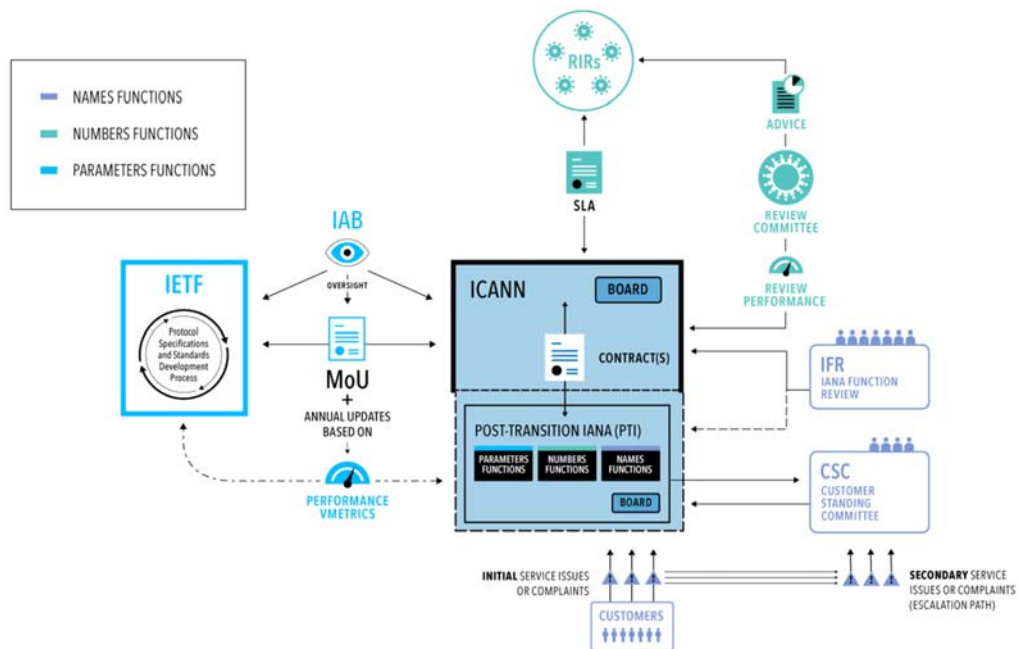 NAMES FUNCTIONS
NUMBERS FUNCTIONS
PARAMETERS FUNCTIONS
RIRs
ADVICE
SLA
REVIEW
COMMITTEE
REVIEW
PERFORMANCE
IAB
OVERSIGHT
IETF
Protocol
Specifications
and Standards
Development
Process
MoU
+
ANNUAL UPDATES
BASED ON
PERFORMANCE
VMETRICS
ICANN
BOARD
CONTRACT(S)
POST-TRANSITION IANA (PTI)
PARAMETERS
FUNCTIONS
NUMBERS
FUNCTIONS
NAMES
FUNCTIONS
BOARD
IFR
IANA FUNCTION
REVIEW
CSC
CUSTOMER
STANDING
COMMITTEE
INITIAL SERVICE ISSUES
OR COMPLAINTS
CUSTOMERS
SECONDARY SERVICE
ISSUES OR COMPLAINTS
(ESCALATION PATH)